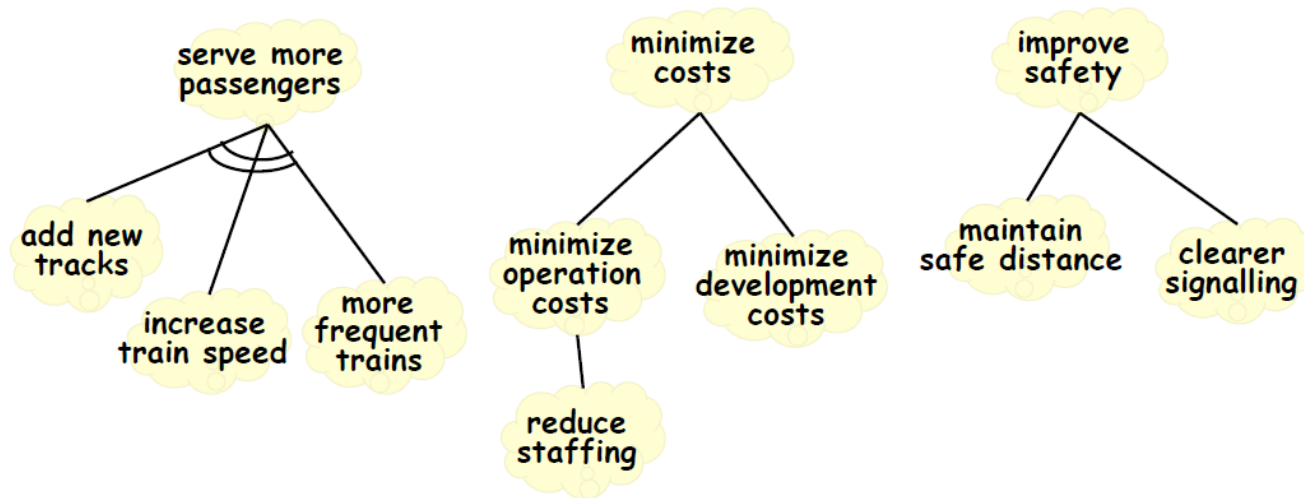 serve more
passengers
minimize
costs
improve
safety
add new
tracks
increase
train speed
more
frequent
trains
minimize
operation
costs
minimize
development
costs
maintain
safe distance
clearer
signalling
reduce
staffing